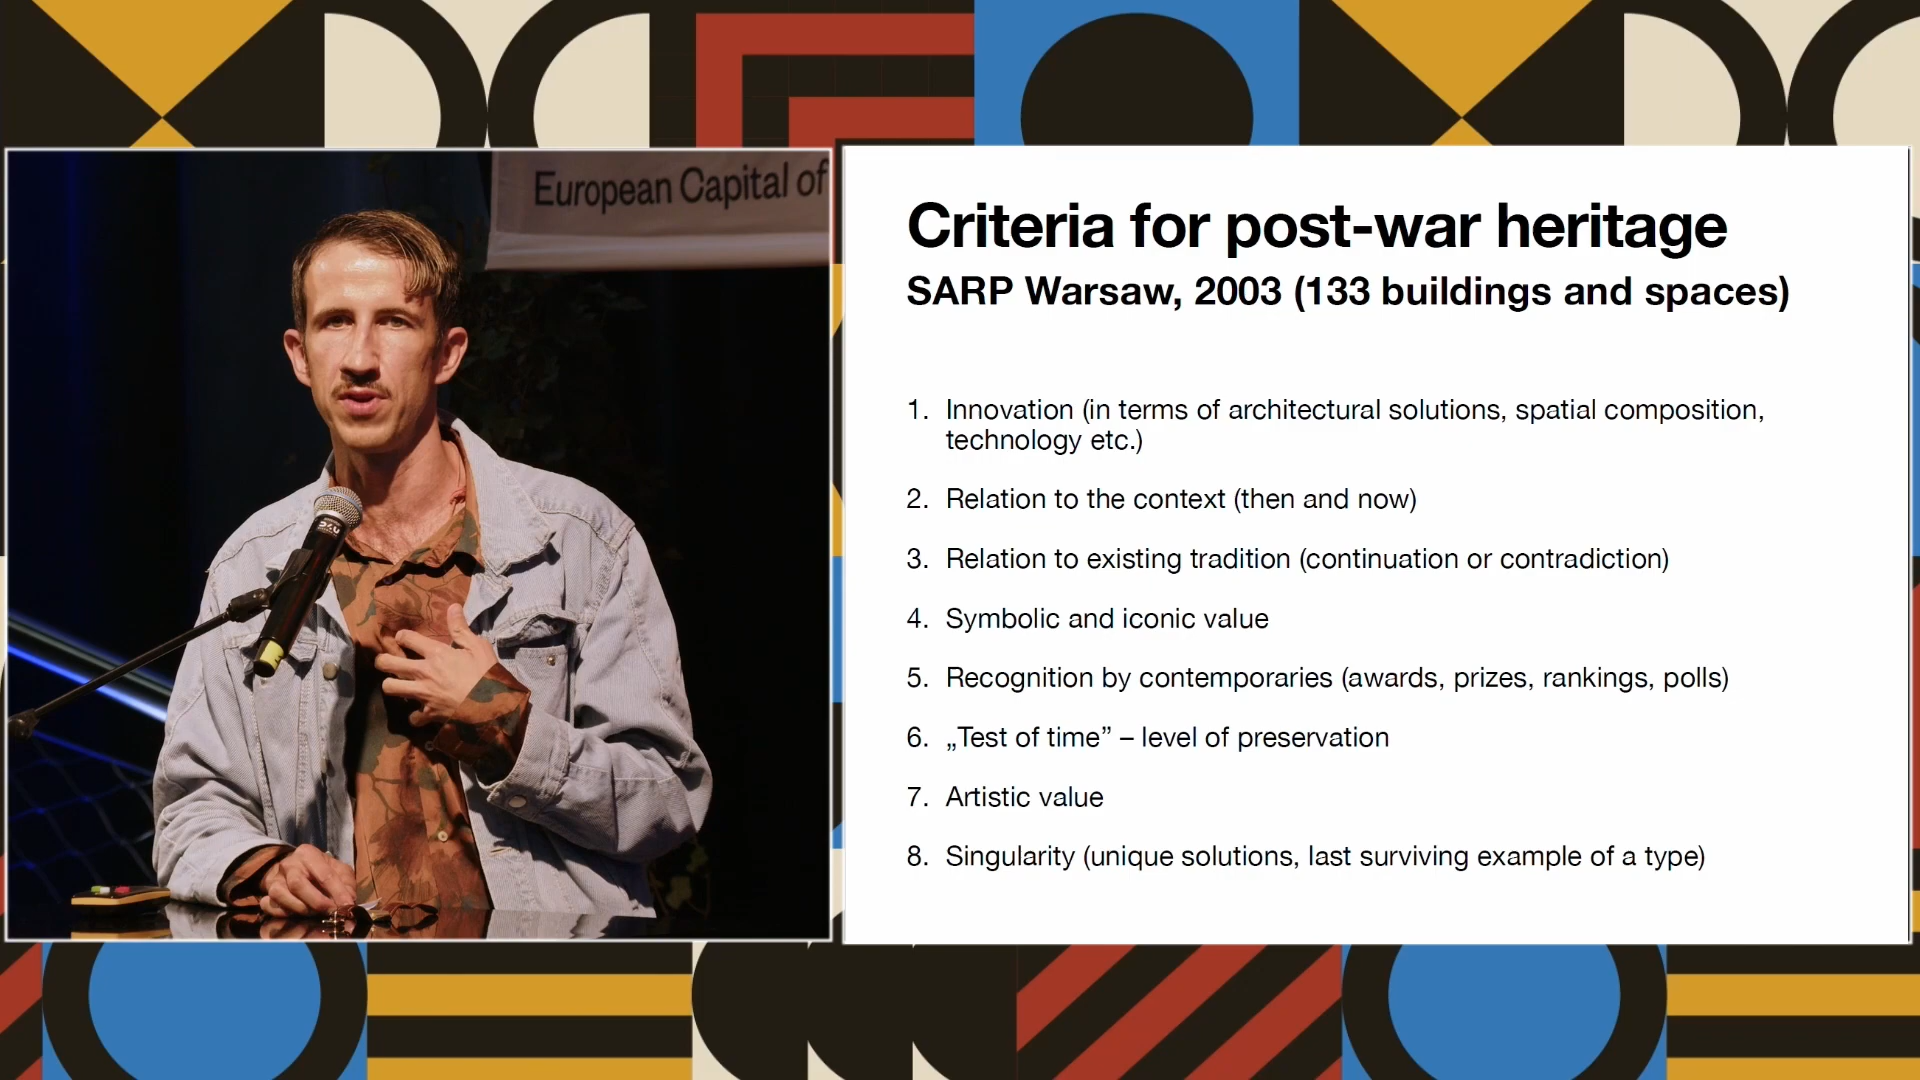 European Capital of
Criteria for post-war heritage
SARP Warsaw, 2003 (133 buildings and spaces)
1. Innovation (in terms of architectural solutions, spatial composition,
technology etc.)
2. Relation to the context (then and now)
3. Relation to existing tradition (continuation or contradiction)
4. Symbolic and iconic value
5. Recognition by contemporaries (awards, prizes, rankings, polls)
6. „Test of time” – level of preservation
7. Artistic value
8. Singularity (unique solutions, last surviving example of a type)